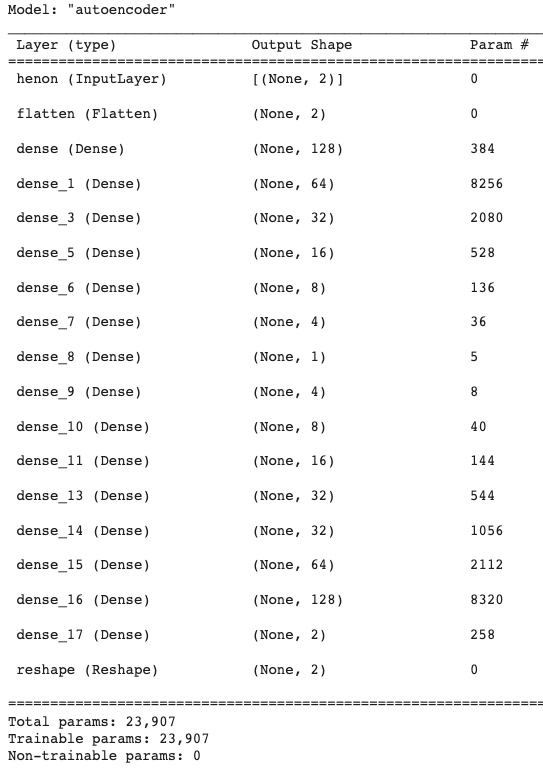 Model: "autoencoder"
Layer (type) Output Shape Param #
henon (InputLayer) [(None, 2)] 0
flatten (Flatten) (None, 2) 0
dense (Dense) (None, 128) 384
dense_1 (Dense) (None, 64) 8256
dense_3 (Dense) (None, 32) 2080
dense_5 (Dense) (None, 16) 528
dense_6 (Dense) (None, 8) 136
dense_7 (Dense) (None, 4) 36
dense_8 (Dense) (None, 1) 5
dense_9 (Dense) (None, 4) 8
dense_10 (Dense) (None, 8) 40
dense_11 (Dense) (None, 16) 144
dense_13 (Dense) (None, 32) 544
dense_14 (Dense) (None, 32) 1056
dense_15 (Dense) (None, 64) 2112
dense_16 (Dense) (None, 128) 8320
dense_17 (Dense) (None, 2) 258
reshape (Reshape) (None, 2) 0
Total params: 23,907
Trainable params: 23,907
Non-trainable params: 0